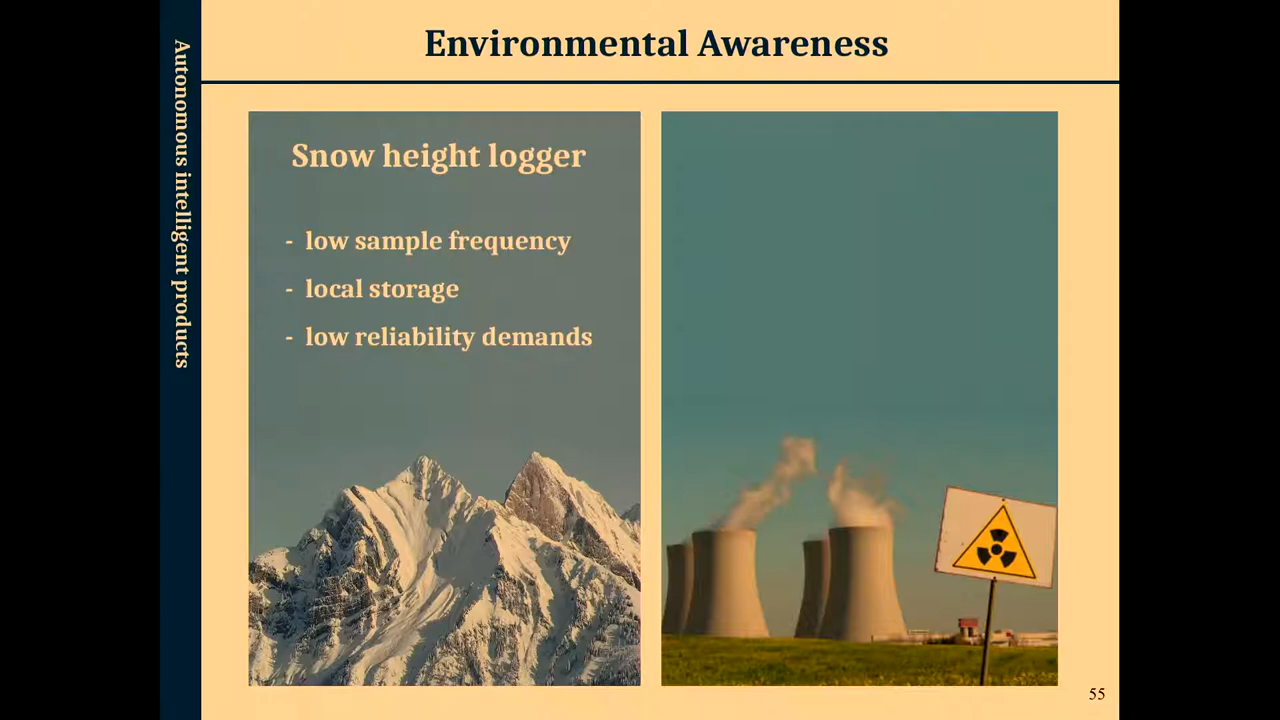 Environmental Awareness
Autonomous intelligent products
Snow height logger
- low sample frequency
- local storage
- low reliability demands
55